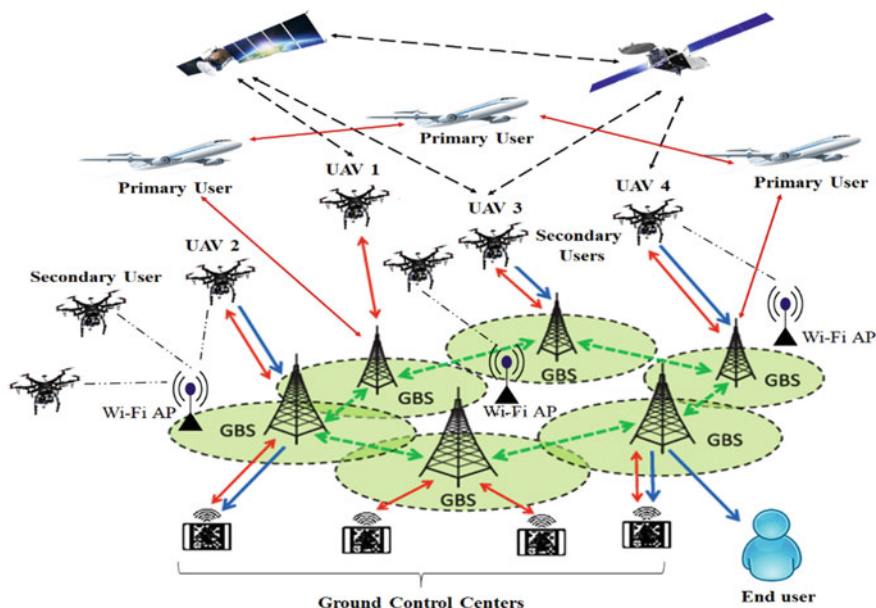 Primary User
Primary User
Primary User
UAV 1
UAV 3
UAV 4
UAV 2
Secondary
Users
Secondary User
Wi-Fi AP
GBS
GBS
GBS
Wi-Fi AP
Wi-Fi AP
GBS
GBS
GBS
End user
Ground Control Centers